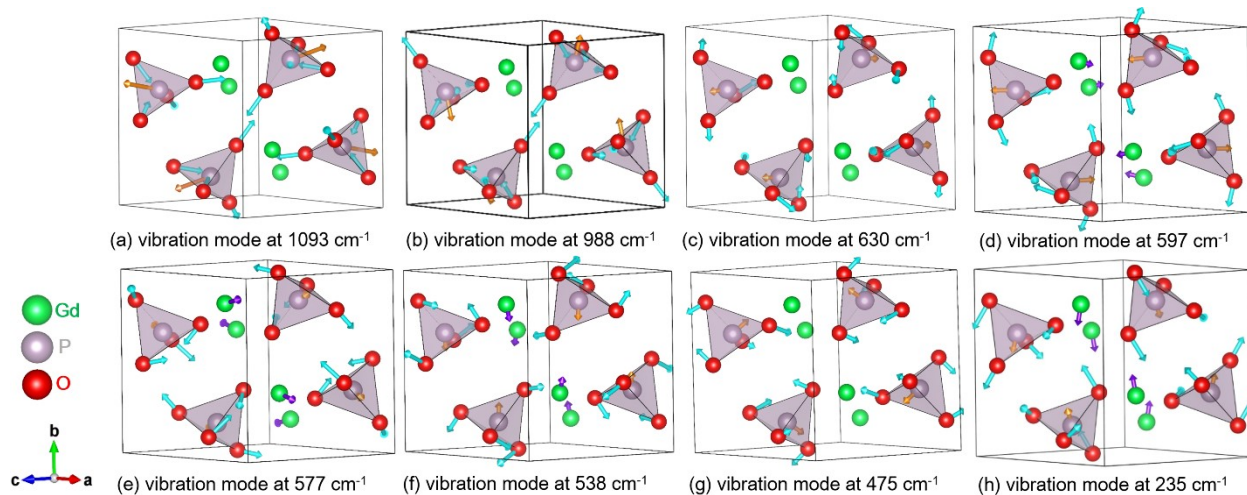 (a) vibration mode at 1093 cm⁻¹
(b) vibration mode at 988 cm⁻¹
(c) vibration mode at 630 cm⁻¹
(d) vibration mode at 597 cm⁻¹
Gd
P
O
b
c
a
(e) vibration mode at 577 cm⁻¹
(f) vibration mode at 538 cm⁻¹
(g) vibration mode at 475 cm⁻¹
(h) vibration mode at 235 cm⁻¹